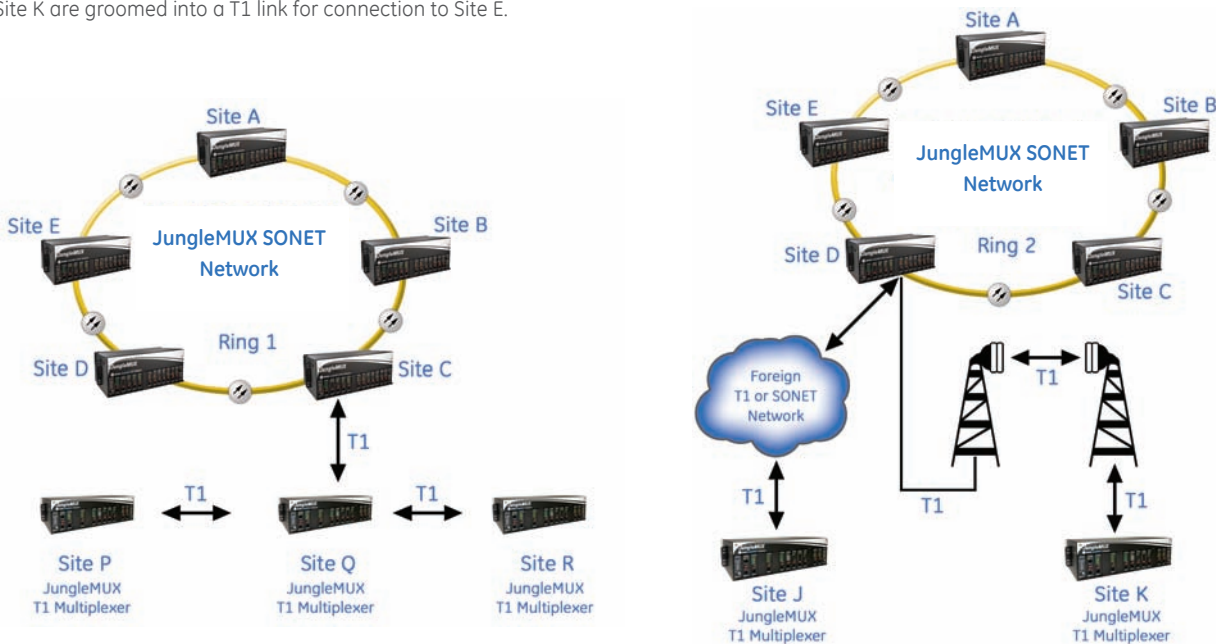 Site K are groomed into a T1 link for connection to Site E.
Site A
Site E
Site B
JungleMUX SONET
Network
Ring 1
Site D
Site C
T1
T1
T1
Site P
JungleMUX
T1 Multiplexer
Site Q
JungleMUX
T1 Multiplexer
Site R
JungleMUX
T1 Multiplexer
Site A
Site E
Site B
JungleMUX SONET
Network
Ring 2
Site D
Site C
Foreign
T1 or SONET
Network
T1
T1
T1
T1
Site J
JungleMUX
T1 Multiplexer
Site K
JungleMUX
T1 Multiplexer